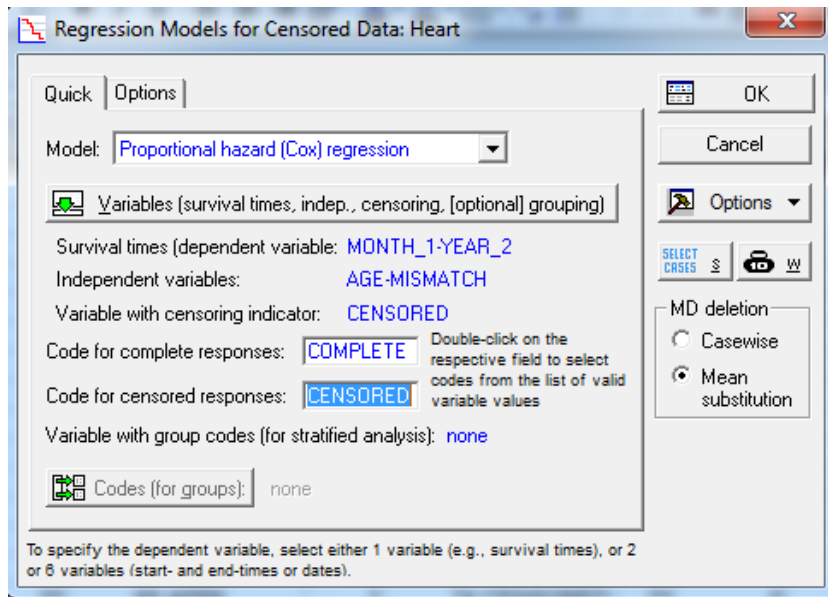 Regression Models for Censored Data: Heart
Quick
Options
OK
Model: Proportional hazard (Cox) regression
Cancel
Variables (survival times, indep., censoring, [optional] grouping)
Options
Survival times (dependent variable: MONTH_1-YEAR_2
Independent variables: AGE-MISMATCH
SELECT CASES S
W
Variable with censoring indicator: CENSORED
MD deletion
Code for complete responses: COMPLETE
Casewise
Double-click on the
respective field to select
codes from the list of valid
variable values
Code for censored responses: CENSORED
Mean
substitution
Variable with group codes (for stratified analysis): none
Codes (for groups): none
To specify the dependent variable, select either 1 variable (e.g., survival times), or 2
or 6 variables (start- and end-times or dates).